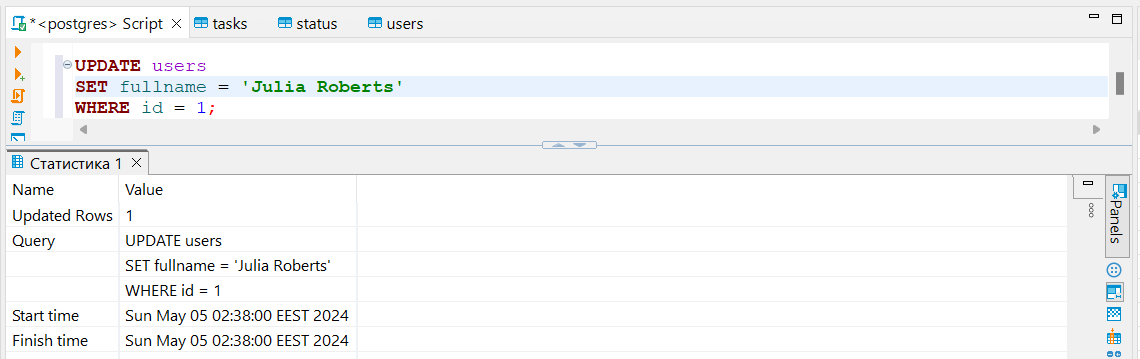 *<postgres> Script
tasks
status
users
UPDATE users
SET fullname = 'Julia Roberts'
WHERE id = 1;
Статистика 1
Name Value
Updated Rows 1
Query UPDATE users
SET fullname = 'Julia Roberts'
WHERE id = 1
Start time Sun May 05 02:38:00 EEST 2024
Finish time Sun May 05 02:38:00 EEST 2024
Panels